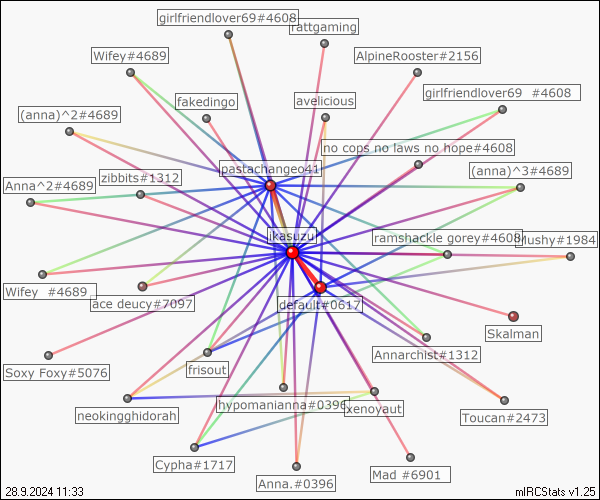 girlfriendlover69#4608
rattgaming
Wifey#4689
AlpineRooster#2156
fakedingo
avelicious
girlfriendlover69  #4608
(anna)^2#4689
no cops no laws no nope#4608
pastachangeo41
zibbits#1312
(anna)^3#4689
Anna^2#4689
ikasuzu
ramshackle gorey#4608
Mushy#1984
Wifey  #4689
ace deucy#7097
default#0617
Skalman
Annarchist#1312
Soxy Foxy#5076
frisout
neokingghidorah
hypomanianna#0396
xenoyaut
Toucan#2473
Cypha#1717
Anna.#0396
Mad #6901
28.9.2024 11:33
mIRCStats v1.25